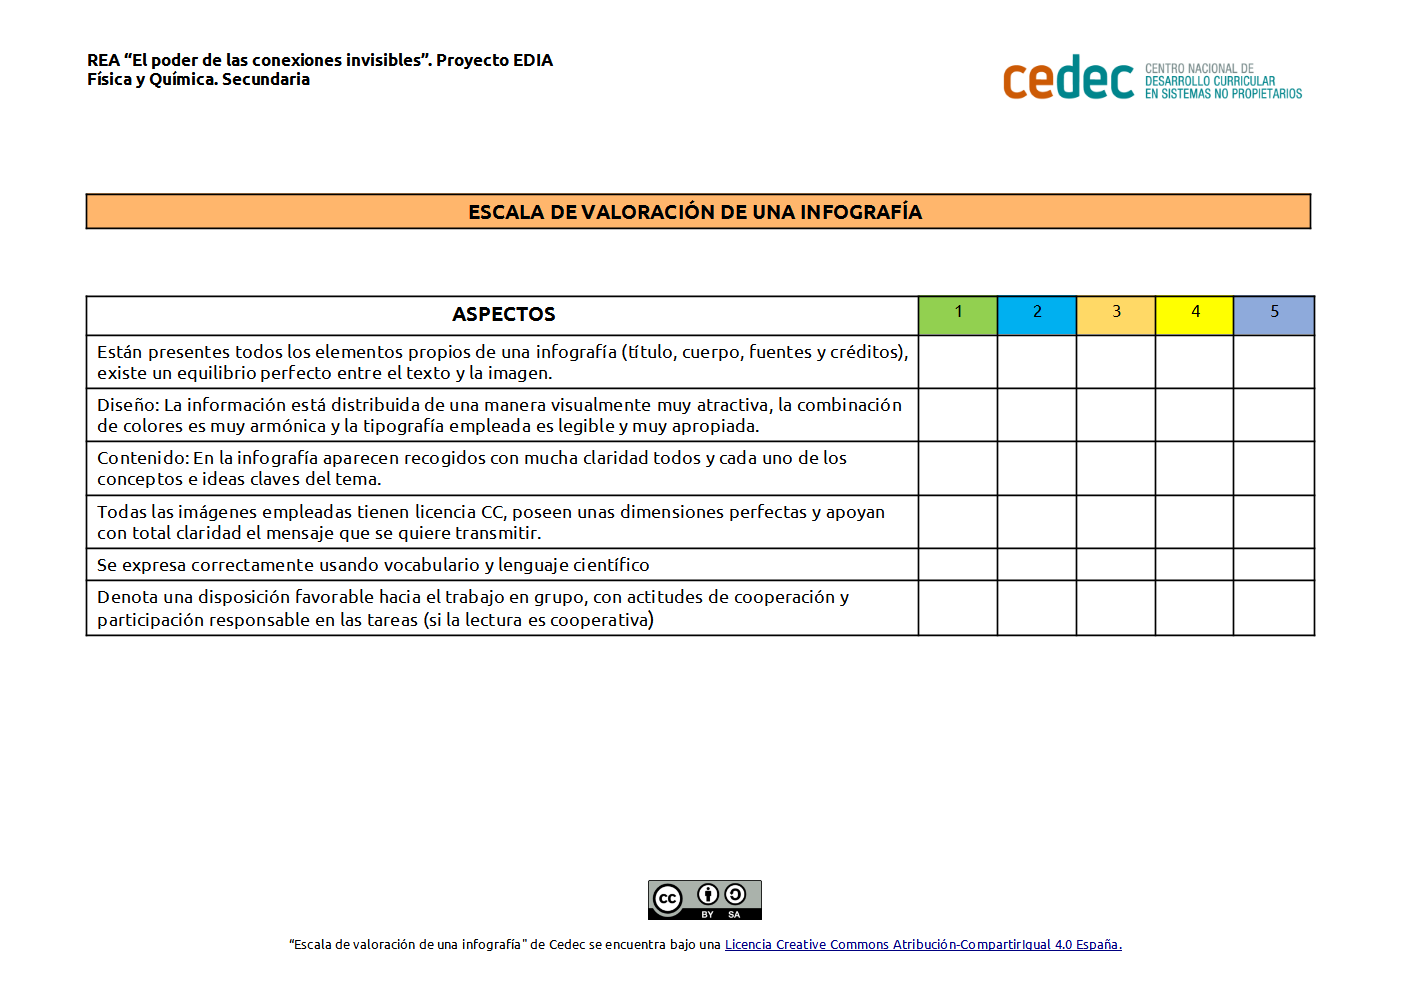 REA “El poder de las conexiones invisibles”. Proyecto EDIA
Física y Química. Secundaria
cedec
CENTRO NACIONAL DE
DESARROLLO CURRICULAR
EN SISTEMAS NO PROPIETARIOS
ESCALA DE VALORACIÓN DE UNA INFOGRAFÍA
ASPECTOS 1 2 3 4 5
Están presentes todos los elementos propios de una infografía (título, cuerpo, fuentes y créditos),
existe un equilibrio perfecto entre el texto y la imagen.
Diseño: La información está distribuida de una manera visualmente muy atractiva, la combinación
de colores es muy armónica y la tipografía empleada es legible y muy apropiada.
Contenido: En la infografía aparecen recogidos con mucha claridad todos y cada uno de los
conceptos e ideas claves del tema.
Todas las imágenes empleadas tienen licencia CC, poseen unas dimensiones perfectas y apoyan
con total claridad el mensaje que se quiere transmitir.
Se expresa correctamente usando vocabulario y lenguaje científico
Denota una disposición favorable hacia el trabajo en grupo, con actitudes de cooperación y
participación responsable en las tareas (si la lectura es cooperativa)
cc BY SA
“Escala de valoración de una infografía" de Cedec se encuentra bajo una Licencia Creative Commons Atribución-CompartirIgual 4.0 España.